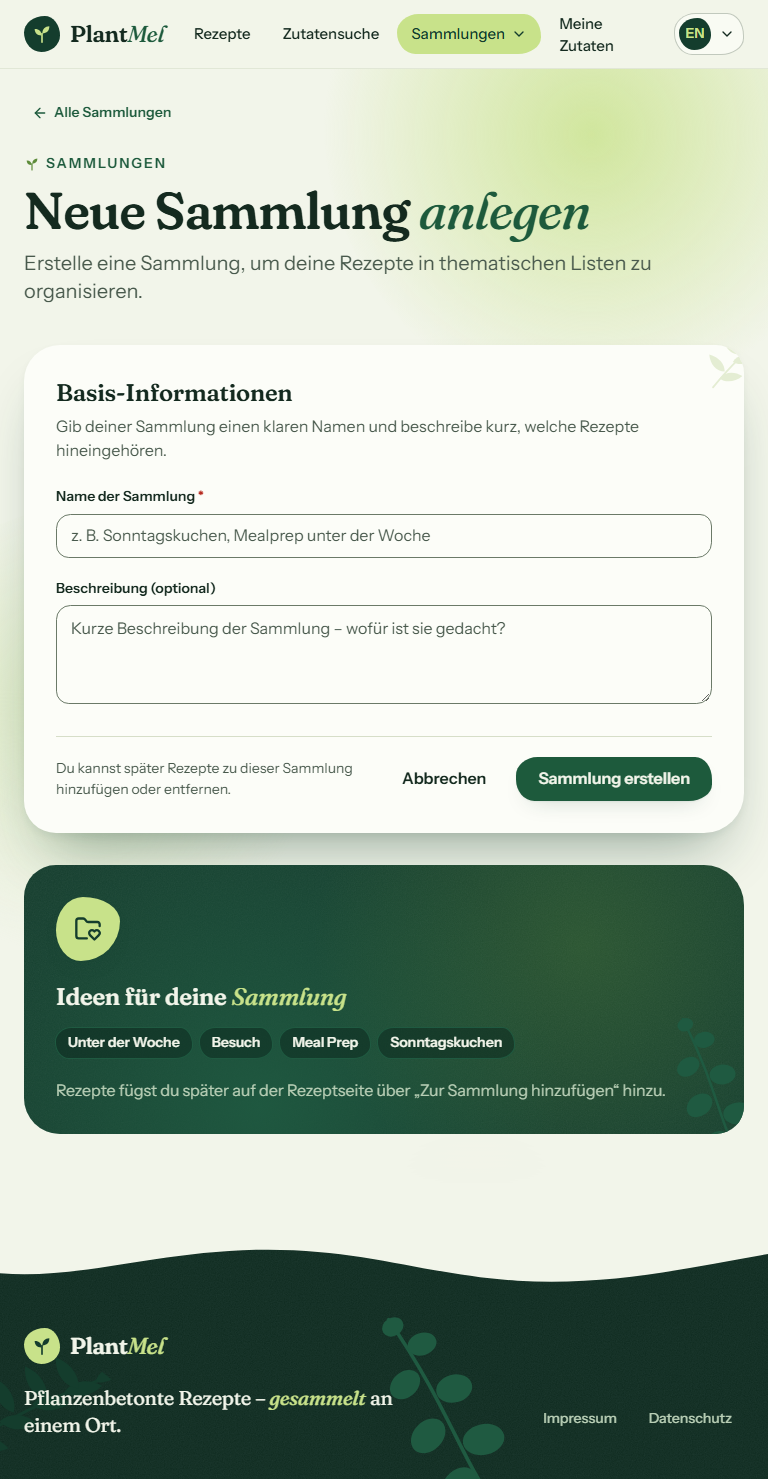 PlantMel
Rezepte
Zutatensuche
Sammlungen
Meine
Zutaten
EN
Alle Sammlungen
SAMMLUNGEN
Neue Sammlung anlegen
Erstelle eine Sammlung, um deine Rezepte in thematischen Listen zu
organisieren.
Basis-Informationen
Gib deiner Sammlung einen klaren Namen und beschreibe kurz, welche Rezepte
hineingehören.
Name der Sammlung *
z. B. Sonntagskuchen, Mealprep unter der Woche
Beschreibung (optional)
Kurze Beschreibung der Sammlung – wofür ist sie gedacht?
Du kannst später Rezepte zu dieser Sammlung
hinzufügen oder entfernen.
Abbrechen
Sammlung erstellen
Ideen für deine Sammlung
Unter der Woche
Besuch
Meal Prep
Sonntagskuchen
Rezepte fügst du später auf der Rezeptseite über „Zur Sammlung hinzufügen“ hinzu.
PlantMel
Pflanzenbetonte Rezepte – gesammelt an
einem Ort.
Impressum
Datenschutz